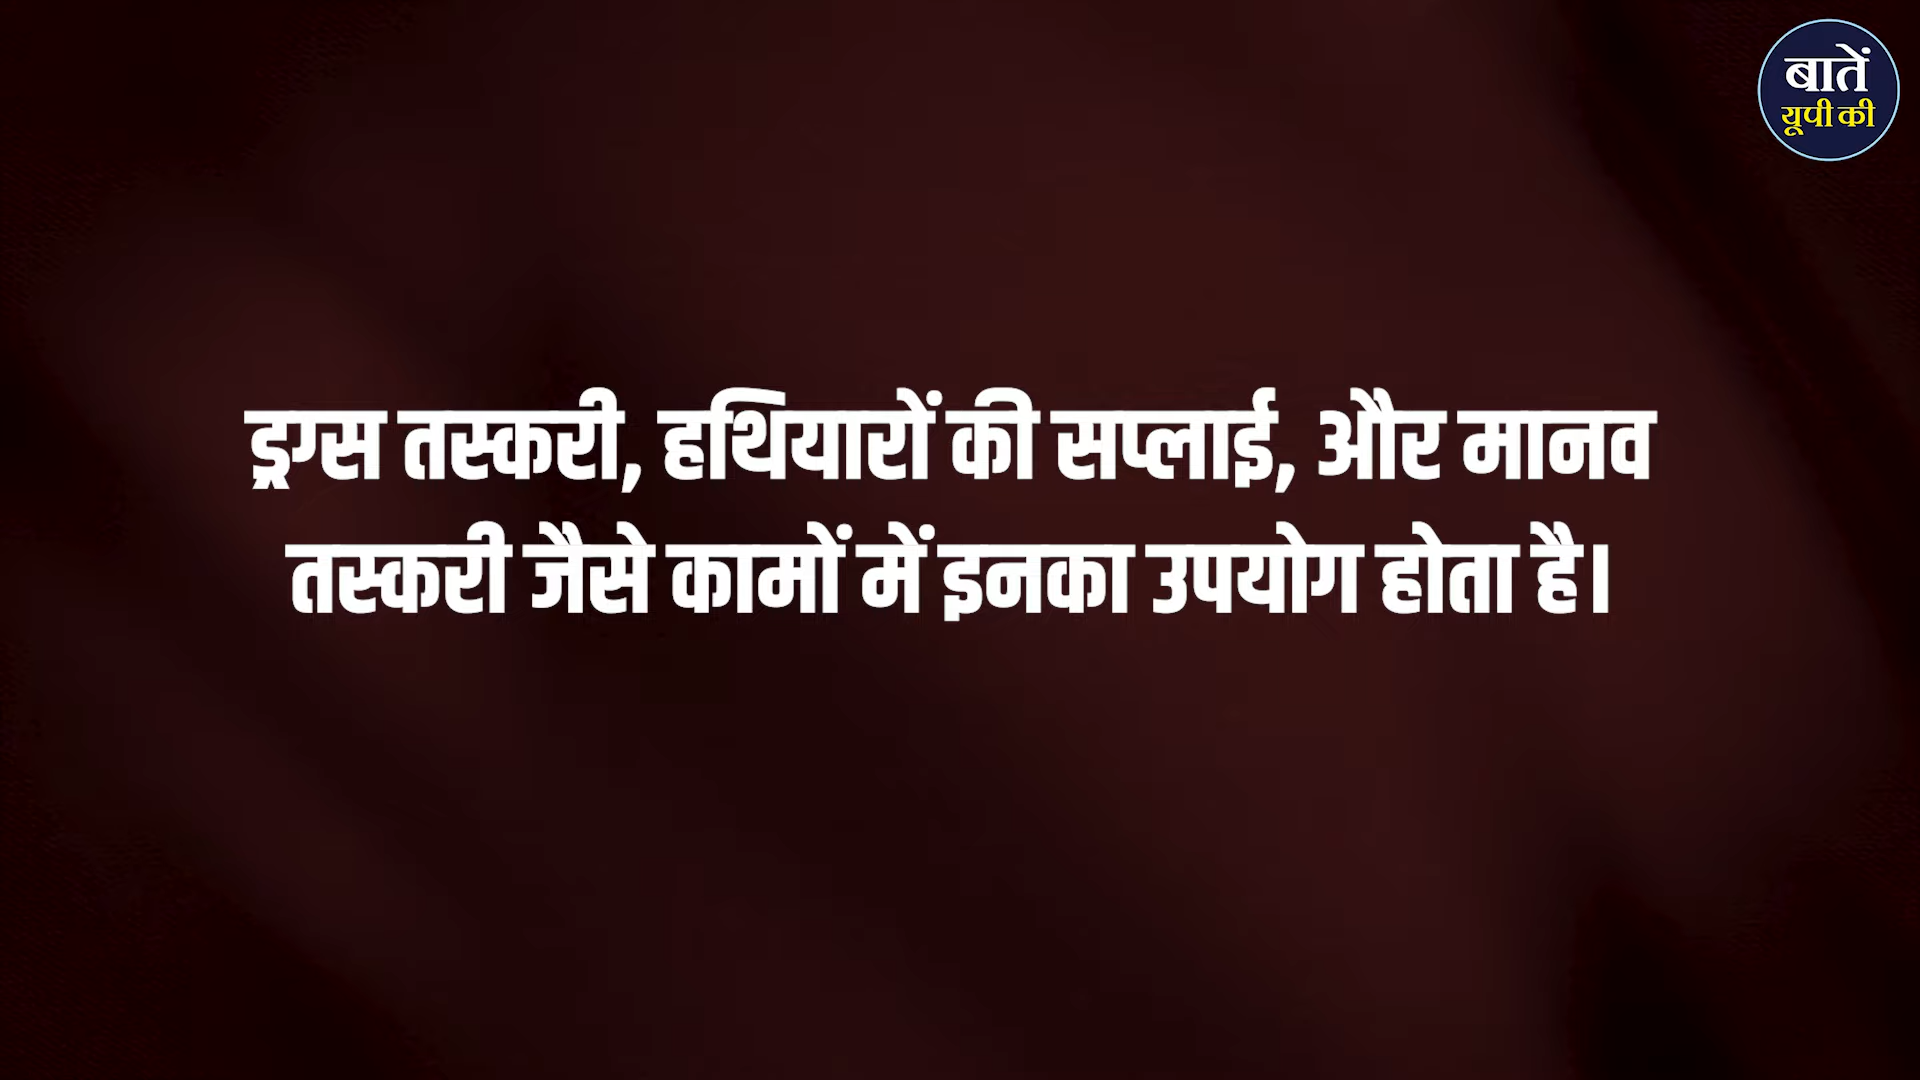 बातें
यूपी की
ड्रग्स तस्करी, हथियारों की सप्लाई, और मानव
तस्करी जैसे कामों में इनका उपयोग होता है।